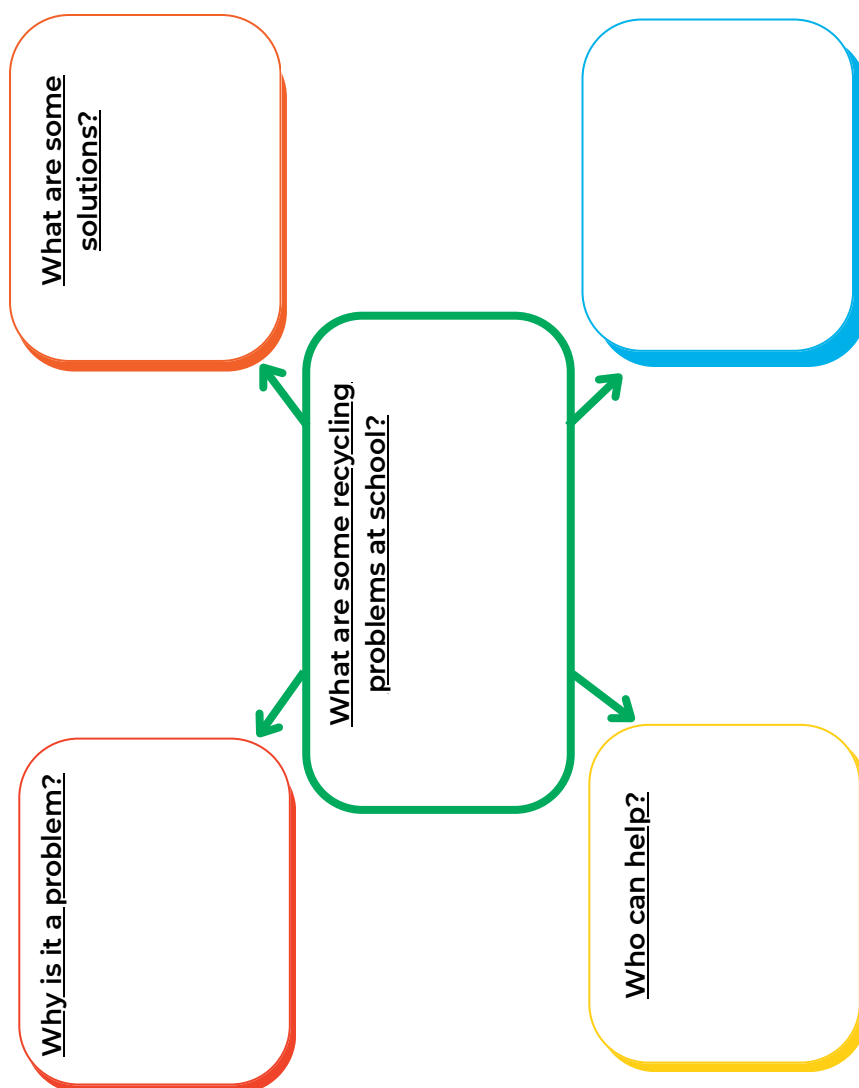 Why is it a problem?
What are some
solutions?
What are some recycling
problems at school?
Who can help?